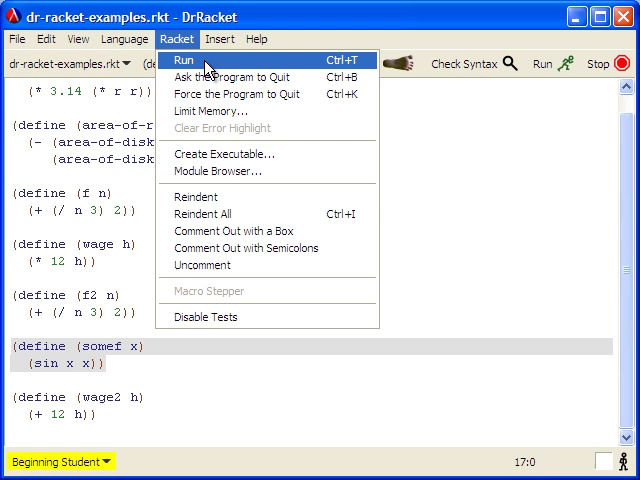 dr-racket-examples.rkt - DrRacket
File Edit View Language Racket Insert Help
dr-racket-examples.rkt (de Check Syntax Run Stop
Run Ctrl+T
Ask the Program to Quit Ctrl+B
Force the Program to Quit Ctrl+K
Limit Memory...
Clear Error Highlight
Create Executable...
Module Browser...
Reindent
Reindent All Ctrl+I
Comment Out with a Box
Comment Out with Semicolons
Uncomment
Macro Stepper
Disable Tests
(* 3.14 (* r r))
(define (area-of-r
(- (area-of-disk
(area-of-disk
(define (f n)
(+ (/ n 3) 2))
(define (wage h)
(* 12 h))
(define (f2 n)
(+ (/ n 3) 2))
(define (somef x)
(sin x x))
(define (wage2 h)
(+ 12 h))
Beginning Student 17:0